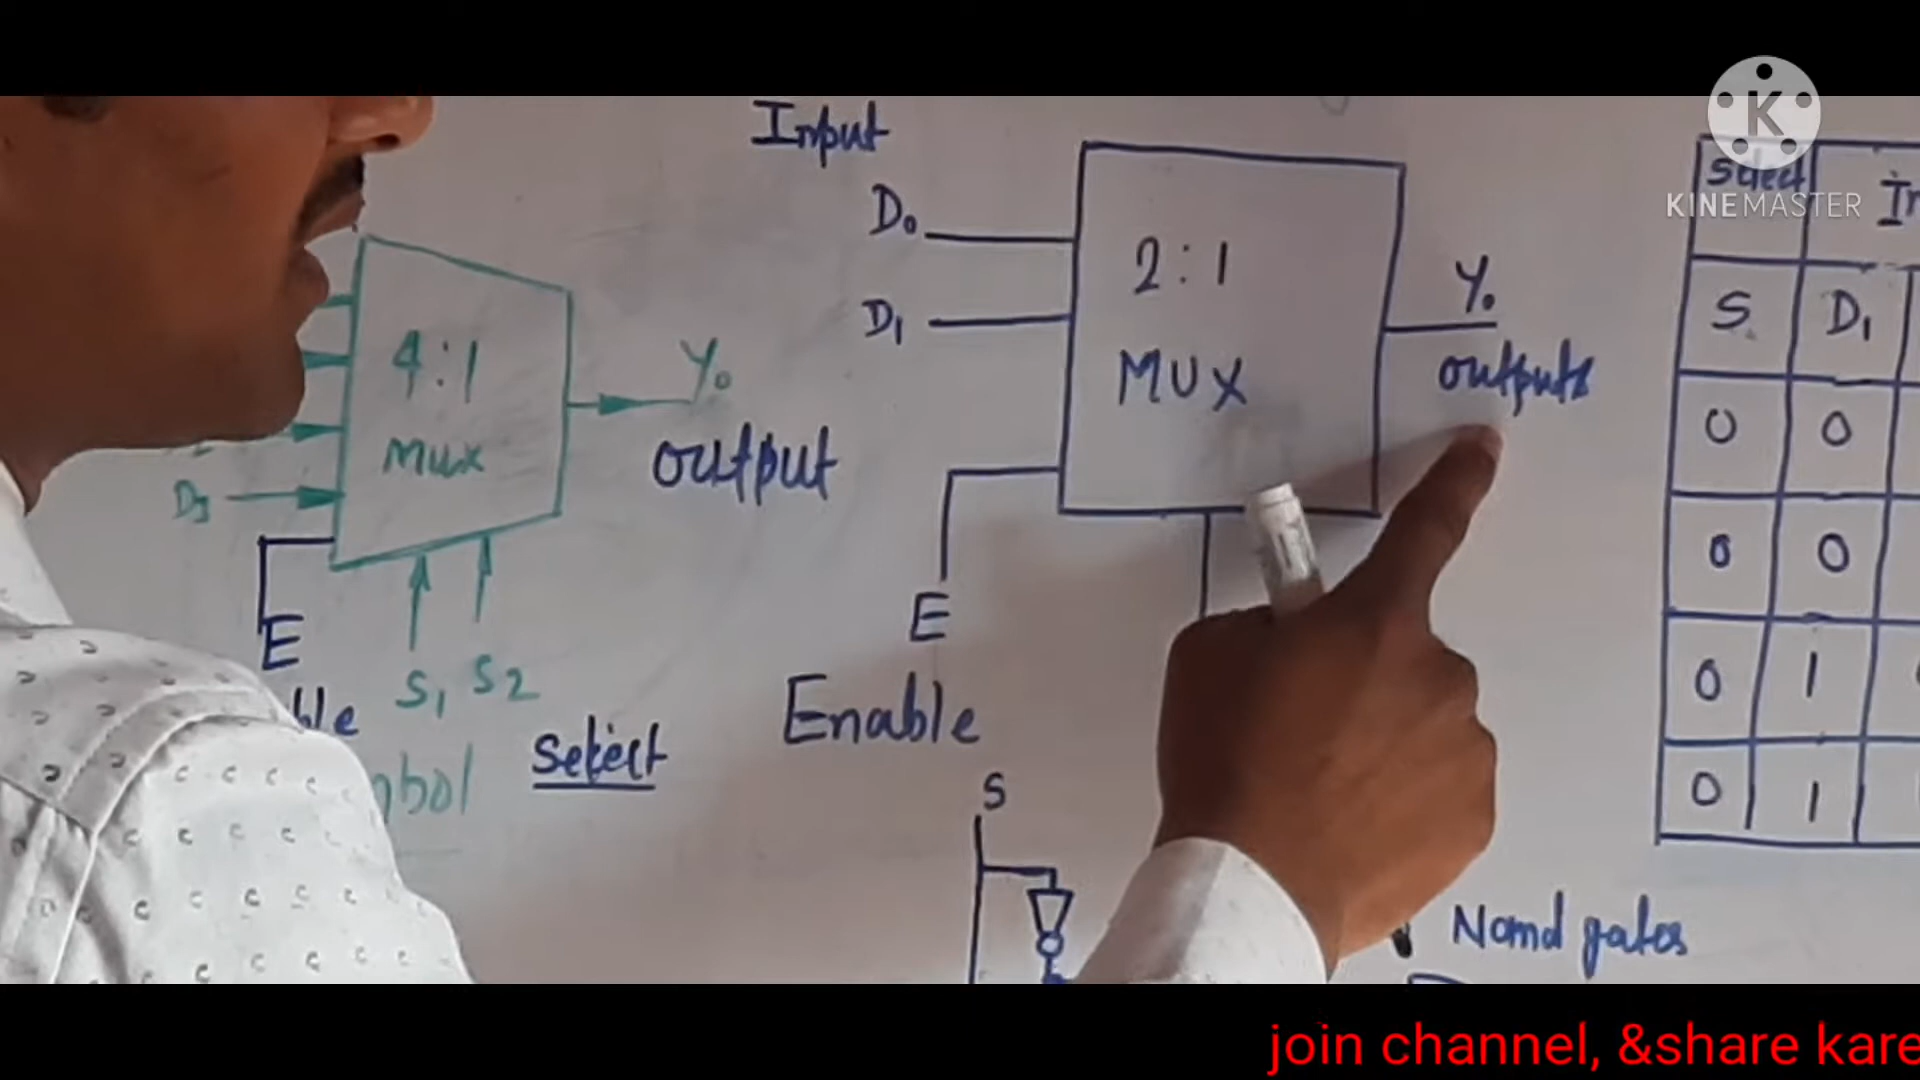 Input
D₀
D₁
2:1
MUX
Y₀
outputs
E
Enable
4:1
Mux
Y₀
output
D₃
E
S₁ S₂
Select
S
Nand gates
Select
S D₁
0 0
0 0
0 1
0 1
K
KINEMASTER
join channel, &share kare